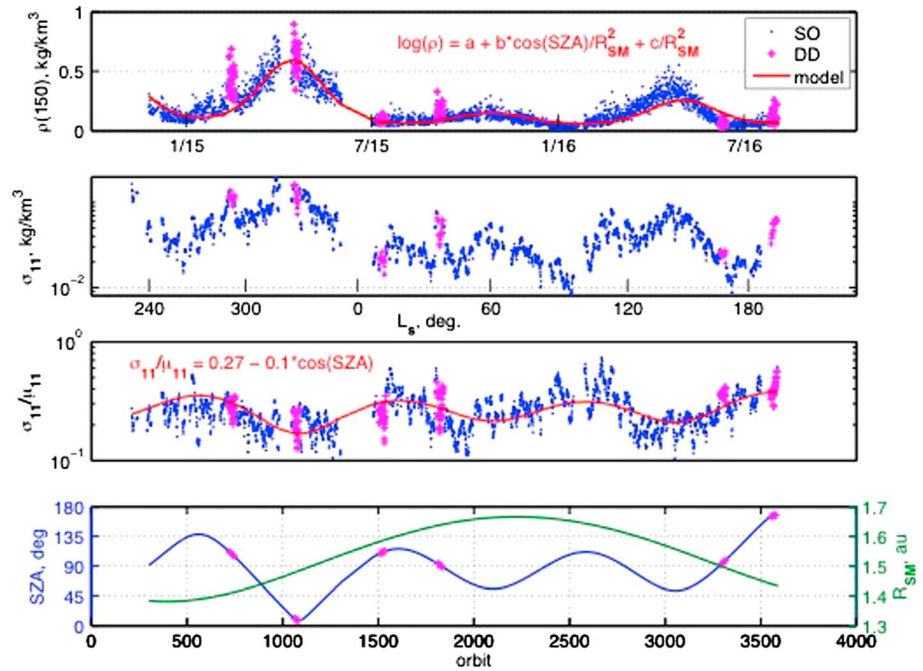 1
0.5
0
ρ(150), kg/km3
log(ρ) = a + b*cos(SZA)/R2SM + c/R2SM
SO
DD
model
1/15
7/15
1/16
7/16
σ11, kg/km3
10−2
240
300
0
60
120
180
Ls, deg.
100
10−1
σ11/μ11
σ11/μ11 = 0.27 − 0.1*cos(SZA)
180
135
90
45
0
SZA, deg
1.7
1.6
1.5
1.4
1.3
RSM, au
0
500
1000
1500
2000
2500
3000
3500
4000
orbit